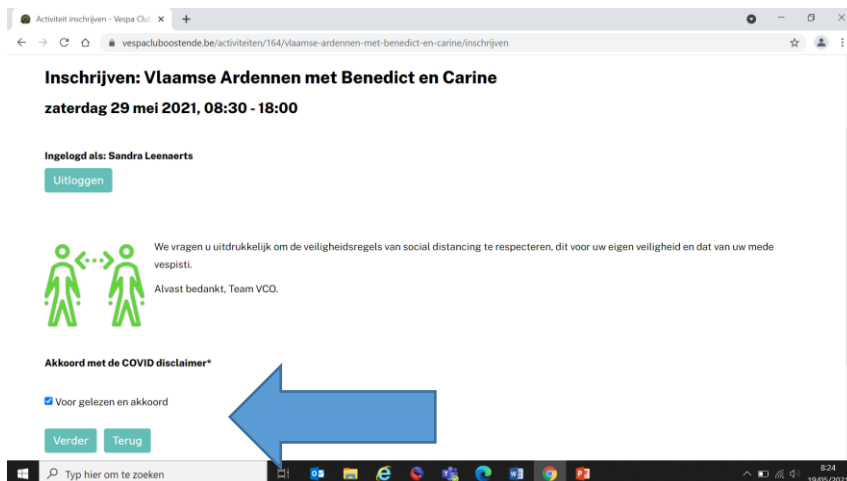 Activiteit inschrijven - Vespa Clu
vespacluboostende.be/activiteiten/164/vlaamse-ardennen-met-benedict-en-carine/inschrijven
Inschrijven: Vlaamse Ardennen met Benedict en Carine
zaterdag 29 mei 2021, 08:30 - 18:00
Ingelogd als: Sandra Leenaerts
Uitloggen
We vragen u uitdrukkelijk om de veiligheidsregels van social distancing te respecteren, dit voor uw eigen veiligheid en dat van uw mede
vespisti.
Alvast bedankt, Team VCO.
Akkoord met de COVID disclaimer*
Voor gelezen en akkoord
Verder Terug
Typ hier om te zoeken
8:24
19/05/2021